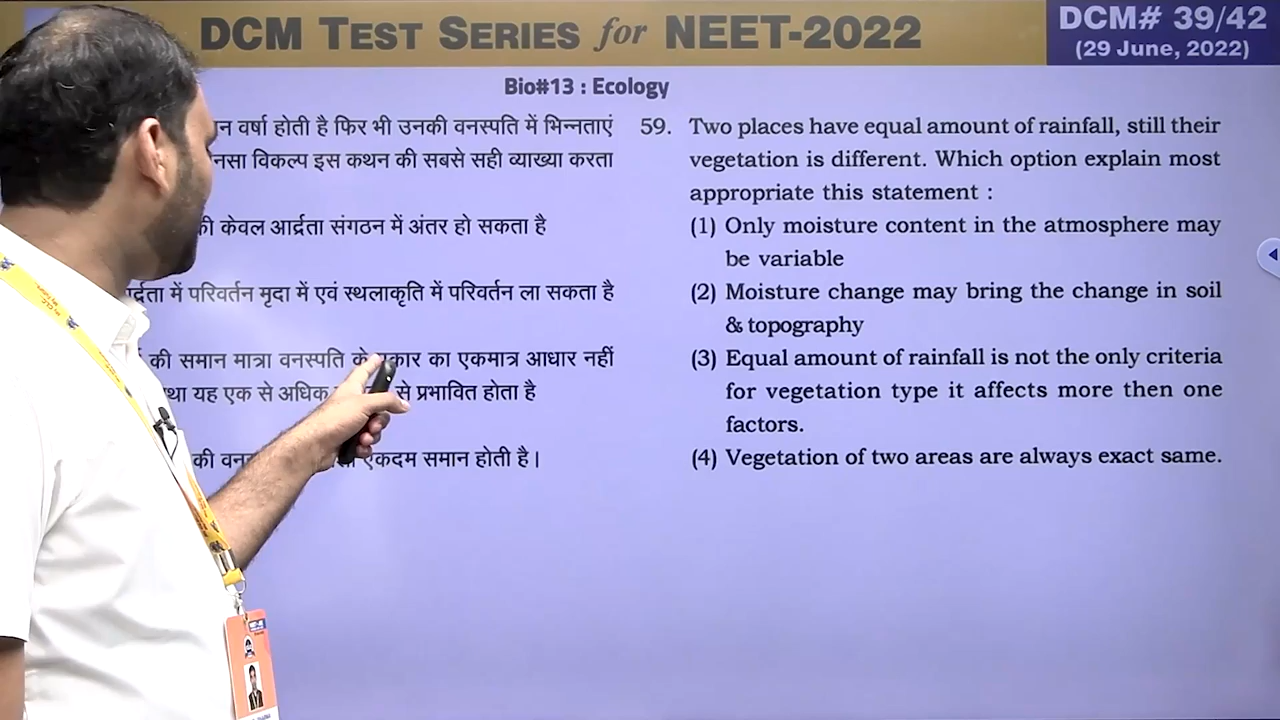 DCM TEST SERIES for NEET-2022
DCM# 39/42
(29 June, 2022)
Bio#13 : Ecology
वर्षा होती है फिर भी उनकी वनस्पति में भिन्नताएं
विकल्प इस कथन की सबसे सही व्याख्या करता
केवल आर्द्रता संगठन में अंतर हो सकता है
में परिवर्तन मृदा में एवं स्थलाकृति में परिवर्तन ला सकता है
की समान मात्रा वनस्पति के का एकमात्र आधार नहीं
यह एक से अधिक से प्रभावित होता है
की एकदम समान होती है।
59. Two places have equal amount of rainfall, still their
vegetation is different. Which option explain most
appropriate this statement :
(1) Only moisture content in the atmosphere may
be variable
(2) Moisture change may bring the change in soil
& topography
(3) Equal amount of rainfall is not the only criteria
for vegetation type it affects more then one
factors.
(4) Vegetation of two areas are always exact same.